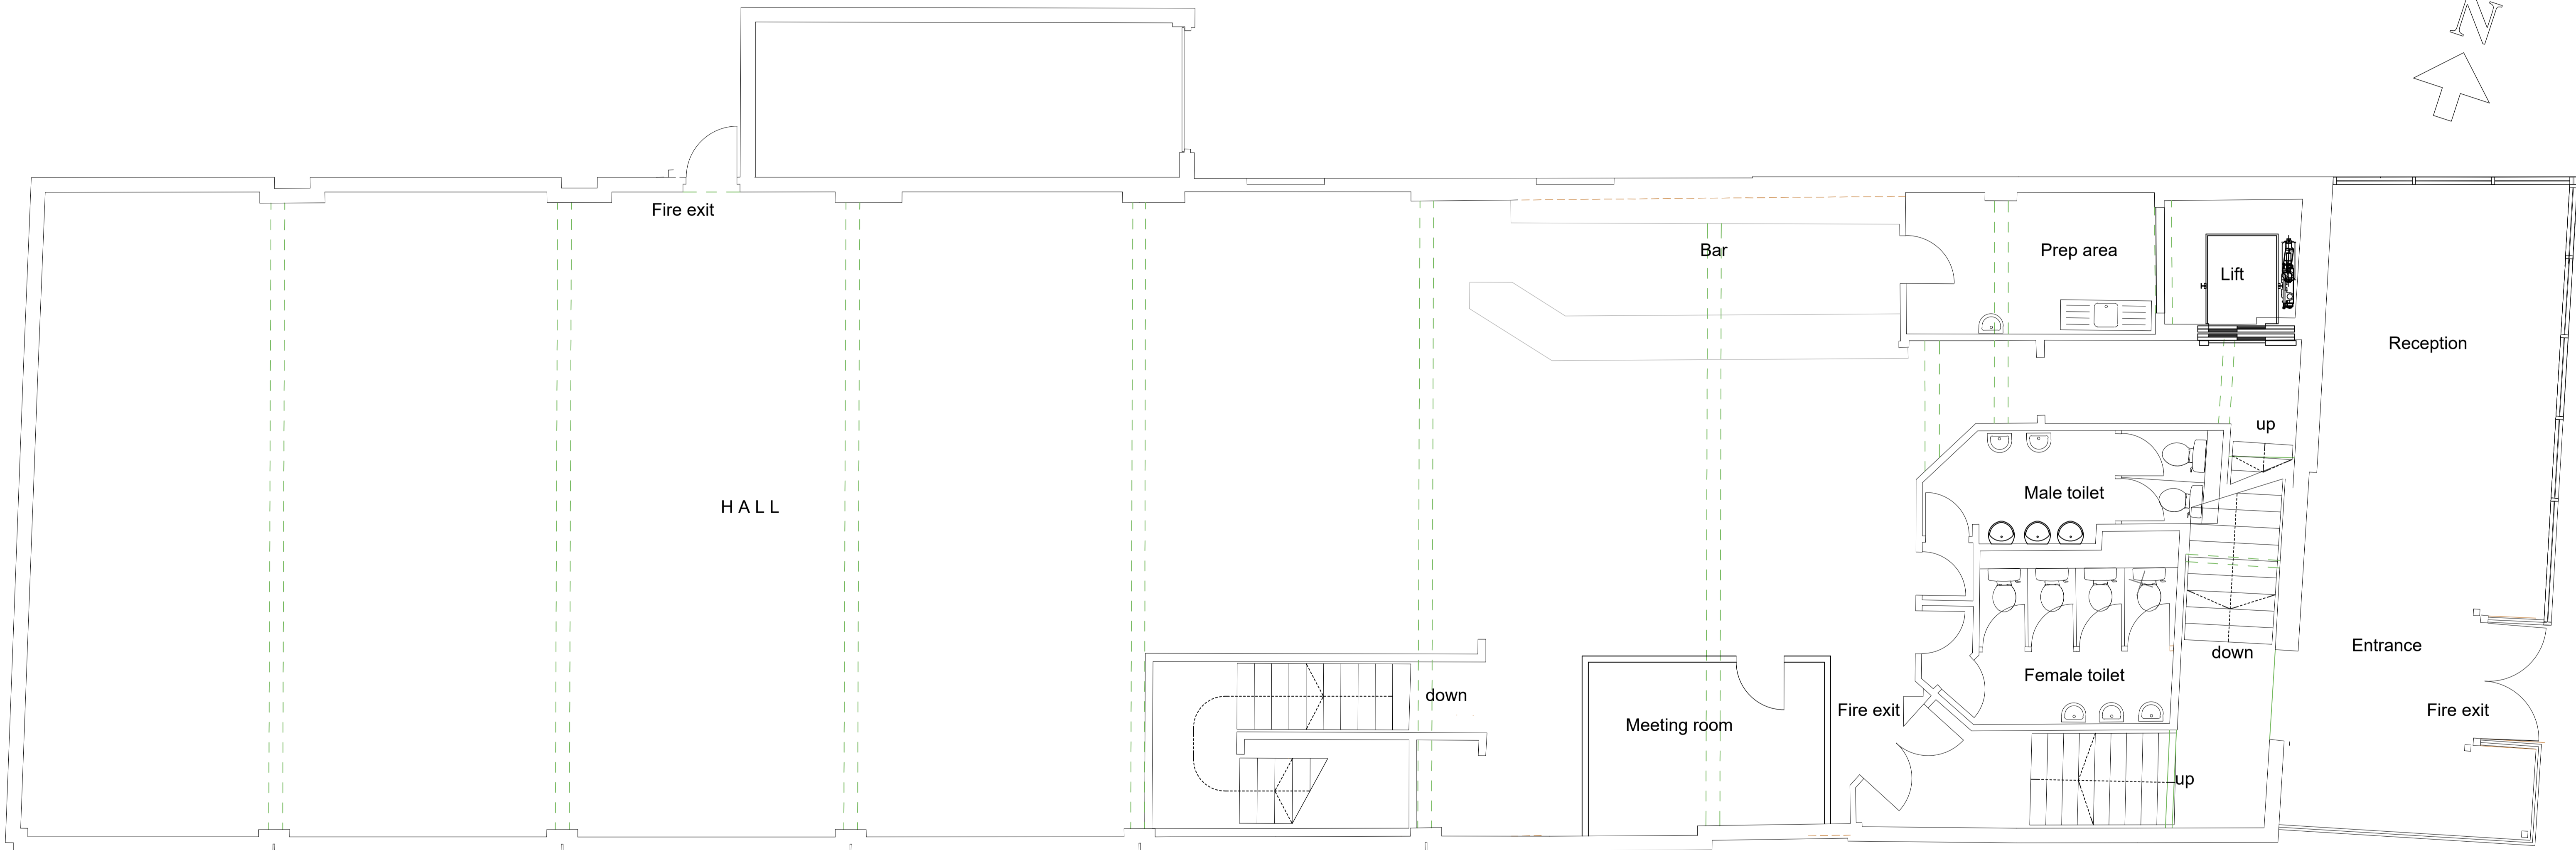 N
Fire exit
Bar
Prep area
Lift
Reception
up
H A L L
Male toilet
Entrance
down
Female toilet
down
Fire exit
Fire exit
Meeting room
up